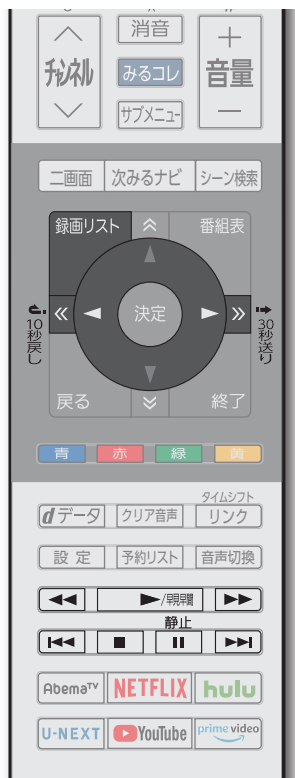 消音
チャンネル
みるコレ
音量
サブメニュー
二画面 次みるナビ シーン検索
録画リスト 番組表
10秒戻し 決定 30秒送り
戻る 終了
青 赤 緑 黄
タイムシフト
dデータ クリア音声 リンク
設定 予約リスト 音声切換
静止
AbemaTV NETFLIX hulu
U-NEXT YouTube prime video